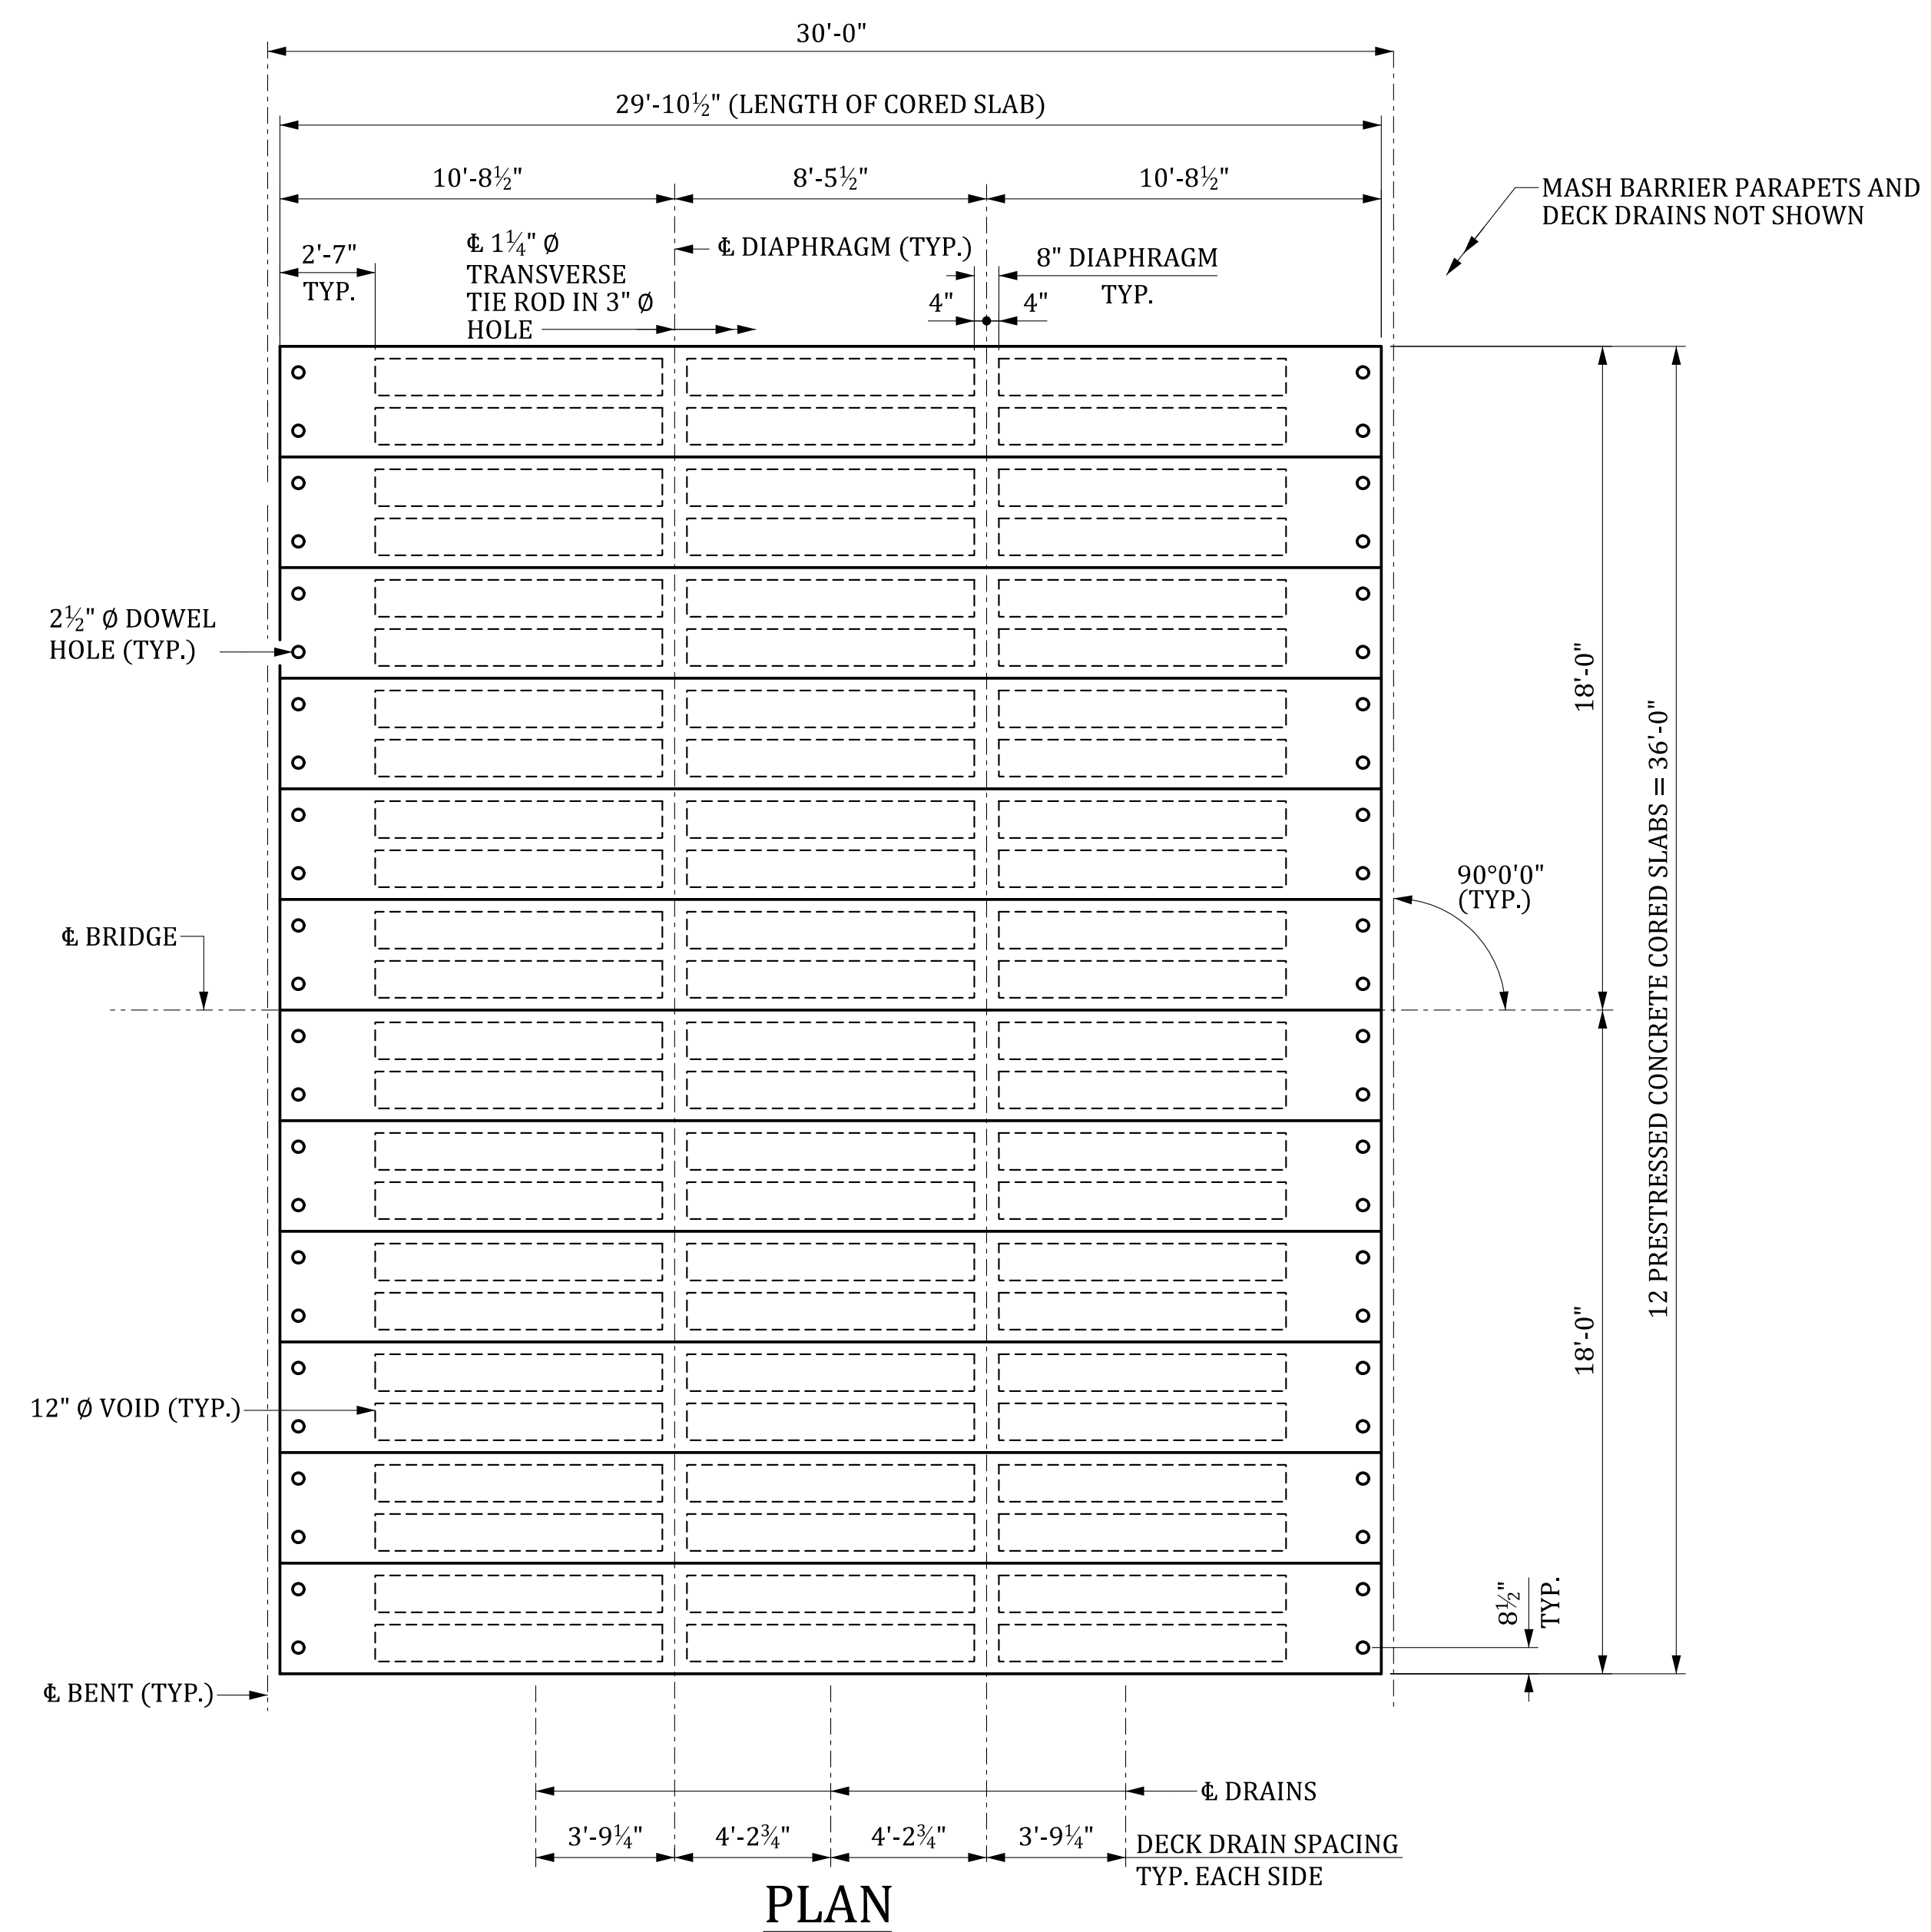 30'-0"
29'-10½" (LENGTH OF CORED SLAB)
10'-8½"
8'-5½"
10'-8½"
MASH BARRIER PARAPETS AND
DECK DRAINS NOT SHOWN
2'-7"
TYP.
℄ 1¼" Ø
TRANSVERSE
TIE ROD IN 3" Ø
HOLE
℄ DIAPHRAGM (TYP.)
8" DIAPHRAGM
TYP.
4"
4"
2½" Ø DOWEL
HOLE (TYP.)
18'-0"
12 PRESTRESSED CONCRETE CORED SLABS = 36'-0"
90°0'0"
(TYP.)
℄ BRIDGE
18'-0"
12" Ø VOID (TYP.)
8½"
TYP.
℄ BENT (TYP.)
℄ DRAINS
3'-9¼"
4'-2¾"
4'-2¾"
3'-9¼"
DECK DRAIN SPACING
TYP. EACH SIDE
PLAN